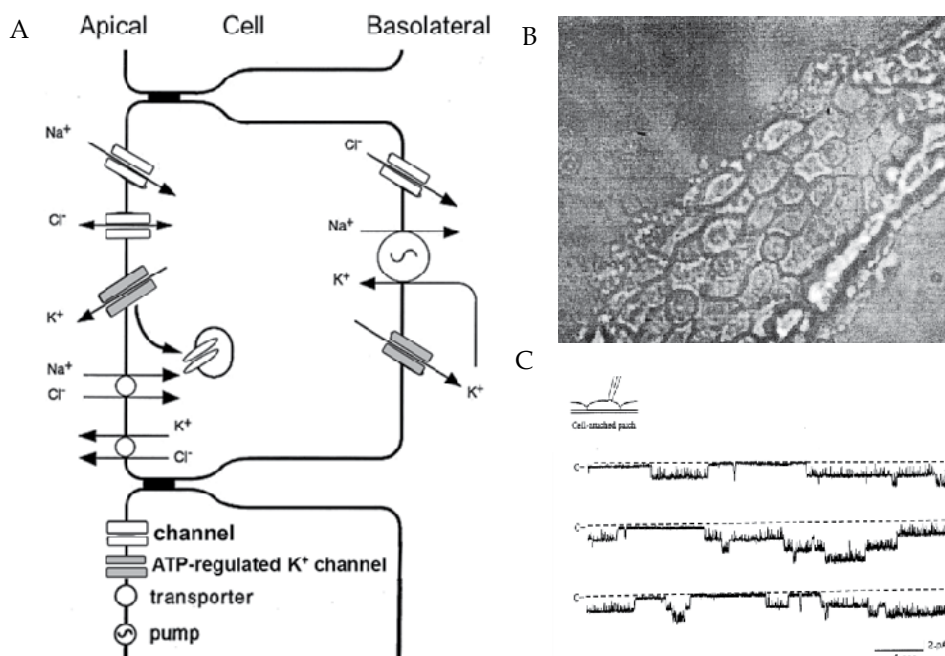 A
Apical Cell Basolateral
Na⁺
Cl⁻
K⁺
Na⁺
Cl⁻
K⁺
Cl⁻
Cl⁻
Na⁺
K⁺
K⁺
channel
ATP-regulated K⁺ channel
transporter
pump
B
C
Cell-attached patch
C-
C-
C-